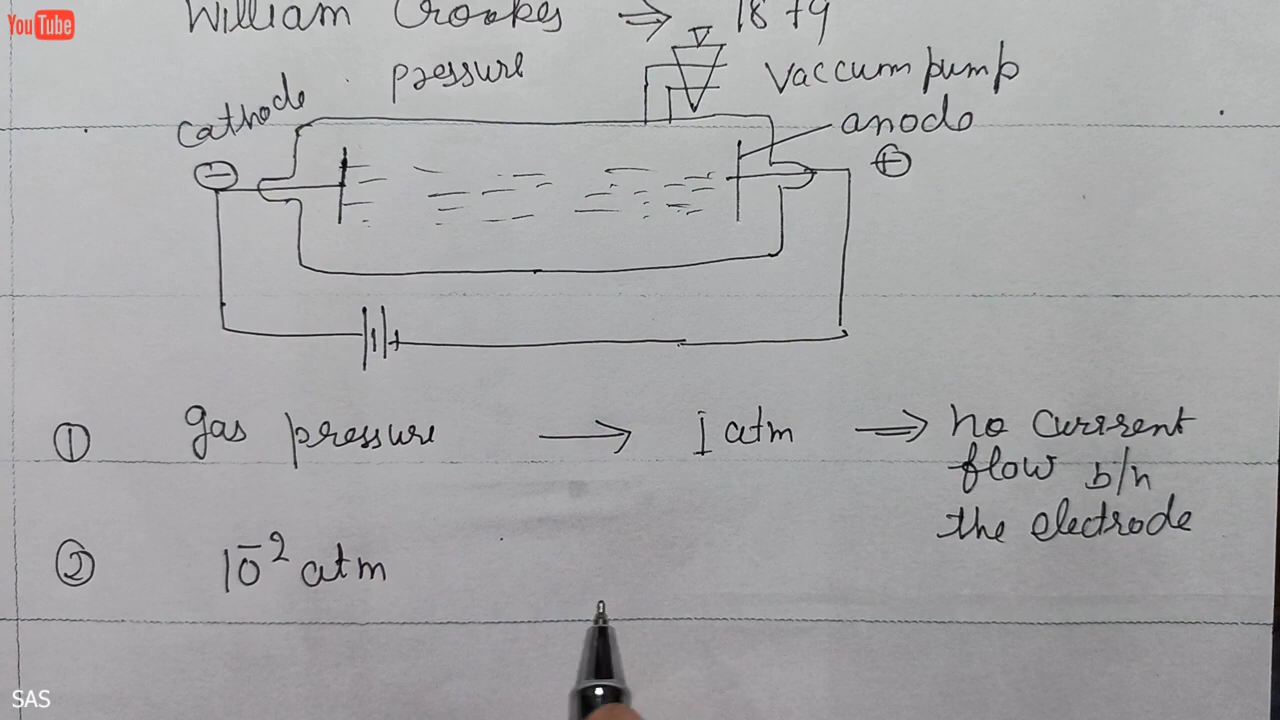 YouTube
William Crookes ⇒ 1879
pressure
Vaccum pump
cathode
anode
−
+
① gas pressure → 1 atm ⇒ no current
flow b/n
the electrode
② 10⁻² atm
SAS